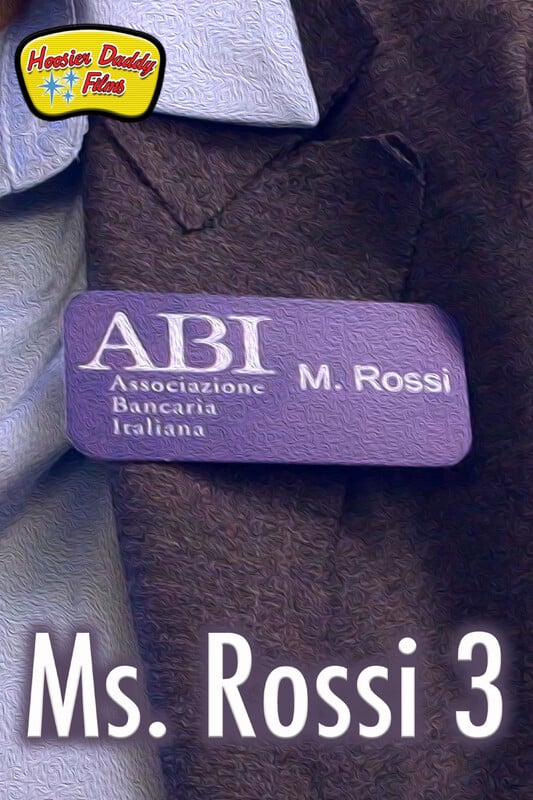 Hoosier Daddy
Films
ABI
Associazione
Bancaria
Italiana
M. Rossi
Ms. Rossi 3